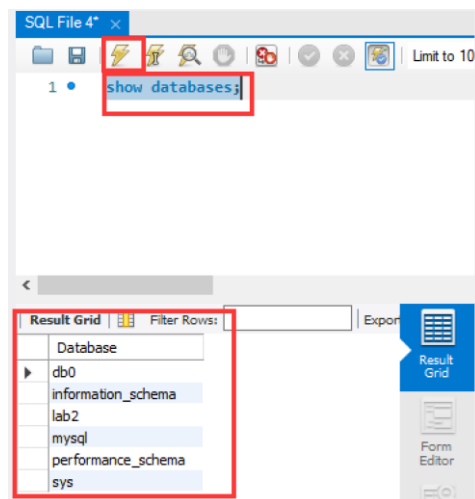 SQL File 4* ×
Limit to 10
1 show databases;
Result Grid Filter Rows: Expor
Database
db0
information_schema
lab2
mysql
performance_schema
sys
Result
Grid
Form
Editor